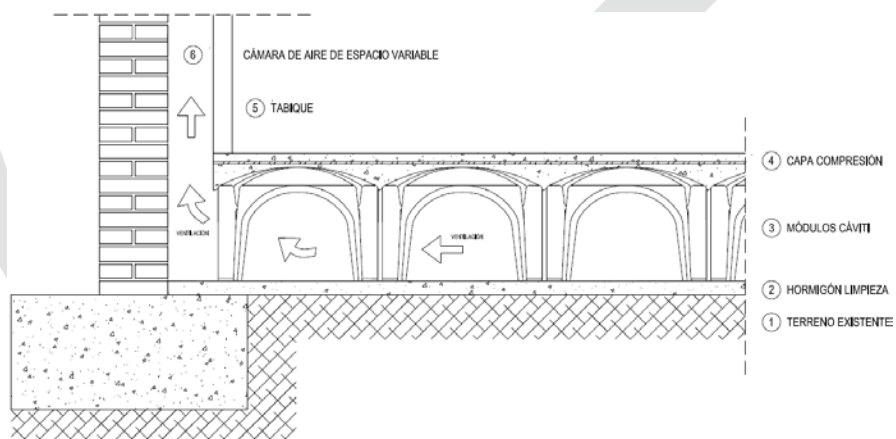 6 CÁMARA DE AIRE DE ESPACIO VARIABLE
5 TABIQUE
4 CAPA COMPRESIÓN
VENTILACIÓN
VENTILACIÓN
3 MÓDULOS CÁVITI
2 HORMIGÓN LIMPIEZA
1 TERRENO EXISTENTE